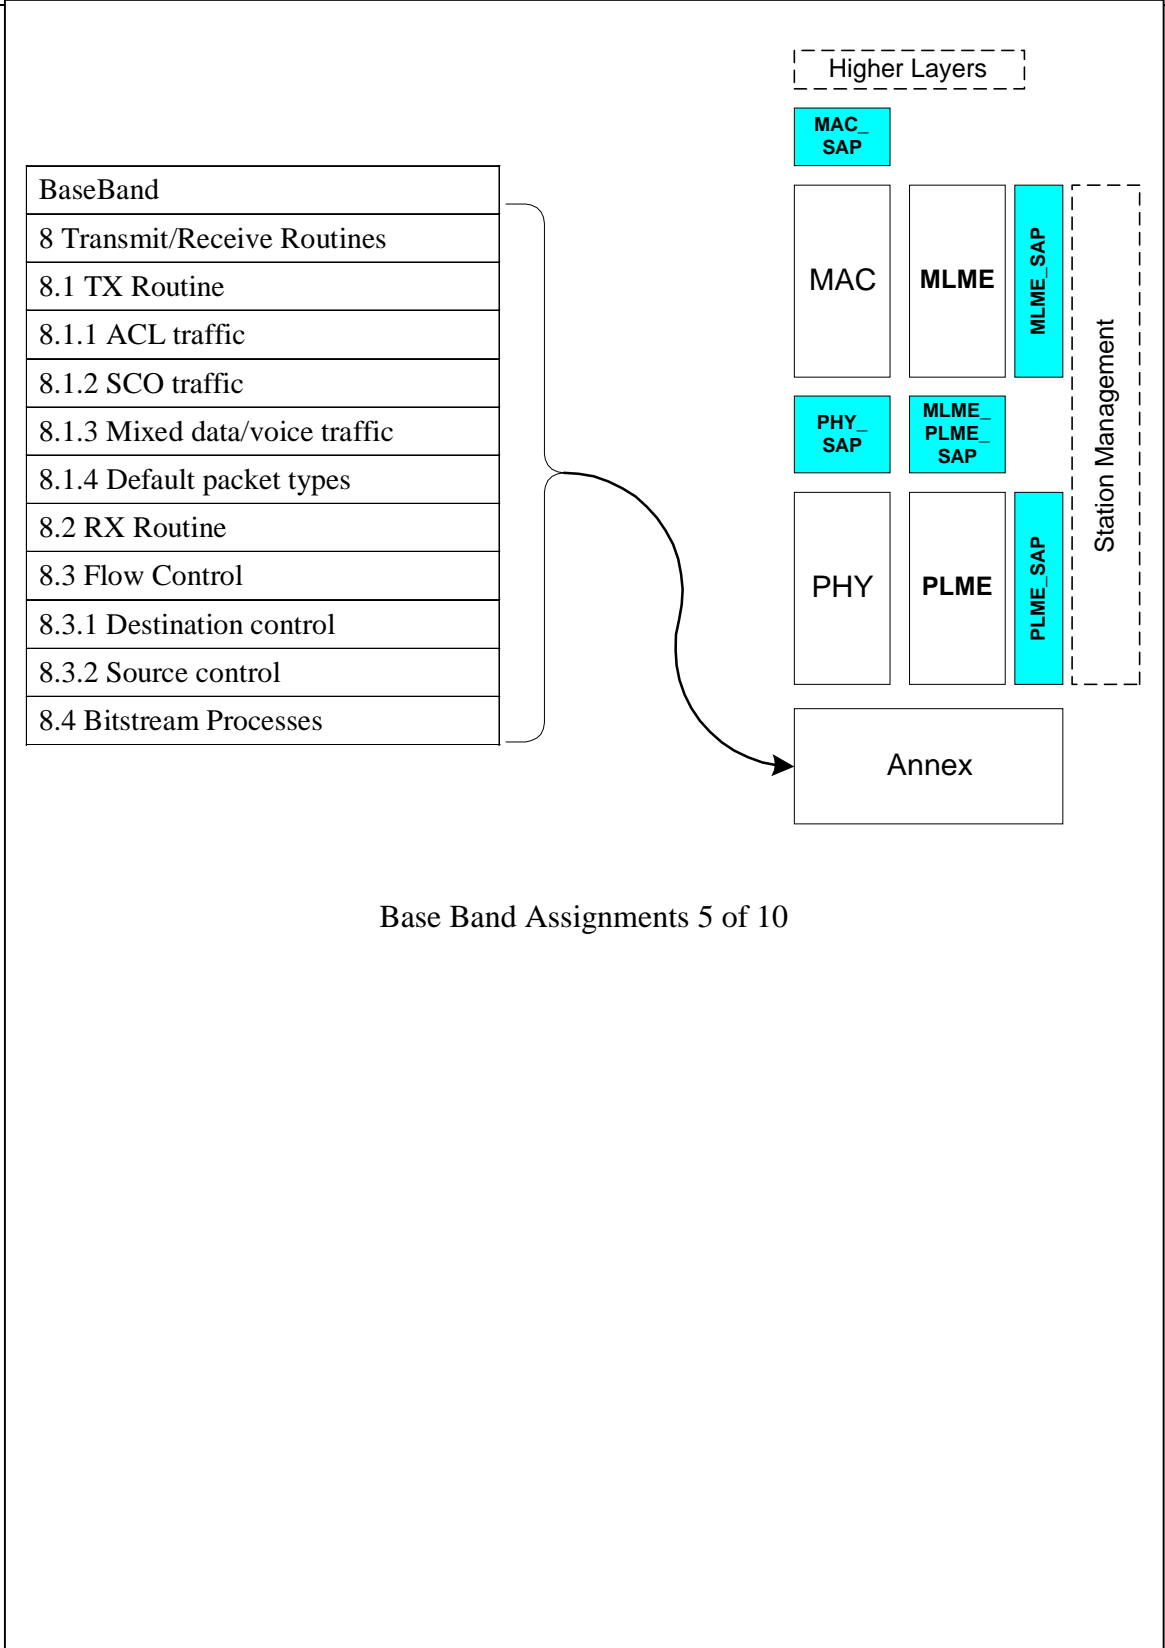 Higher Layers
MAC_
SAP
BaseBand
8 Transmit/Receive Routines
8.1 TX Routine
8.1.1 ACL traffic
8.1.2 SCO traffic
8.1.3 Mixed data/voice traffic
8.1.4 Default packet types
8.2 RX Routine
8.3 Flow Control
8.3.1 Destination control
8.3.2 Source control
8.4 Bitstream Processes
MAC
MLME
MLME_SAP
Station Management
PHY_
SAP
MLME_
PLME_
SAP
PHY
PLME
PLME_SAP
Annex
Base Band Assignments 5 of 10